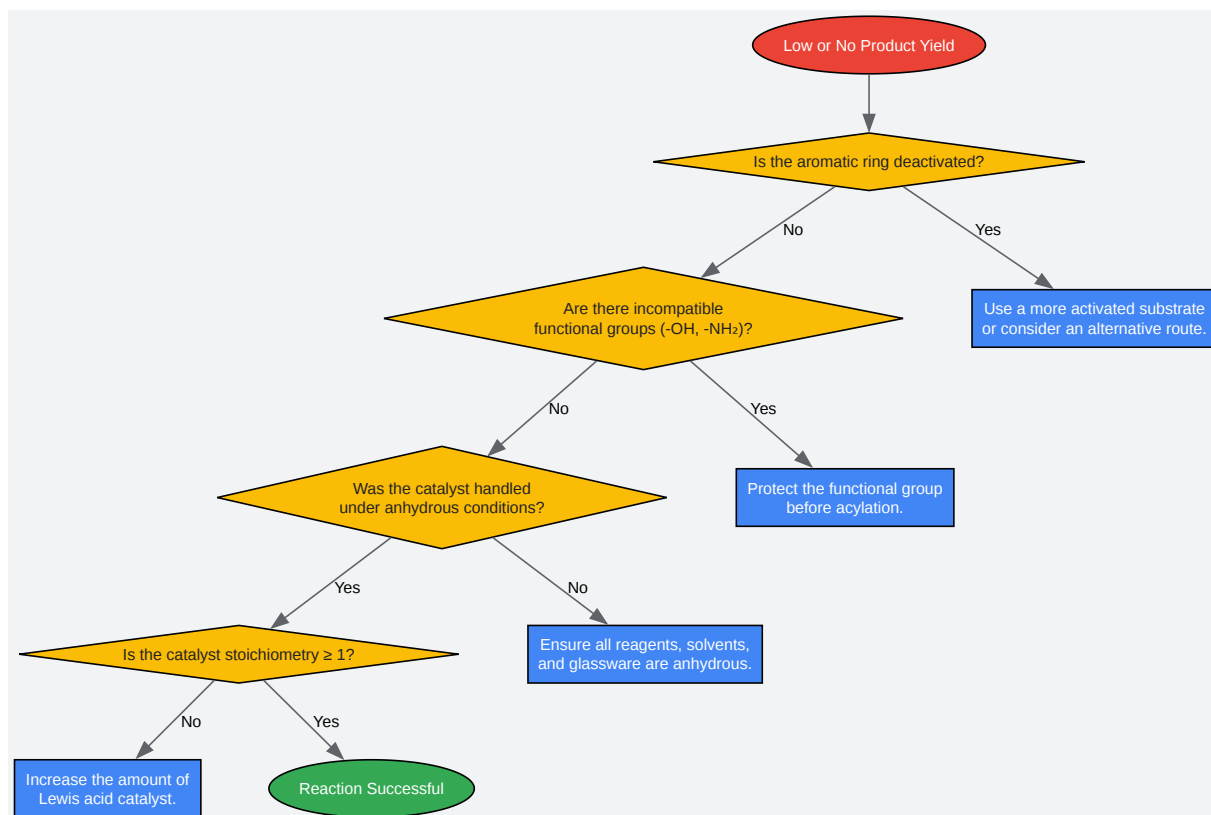 Low or No Product Yield
Is the aromatic ring deactivated?
No
Yes
Are there incompatible
functional groups (-OH, -NH₂)?
Use a more activated substrate
or consider an alternative route.
No
Yes
Was the catalyst handled
under anhydrous conditions?
Protect the functional group
before acylation.
Yes
No
Is the catalyst stoichiometry ≥ 1?
Ensure all reagents, solvents,
and glassware are anhydrous.
No
Yes
Increase the amount of
Lewis acid catalyst.
Reaction Successful